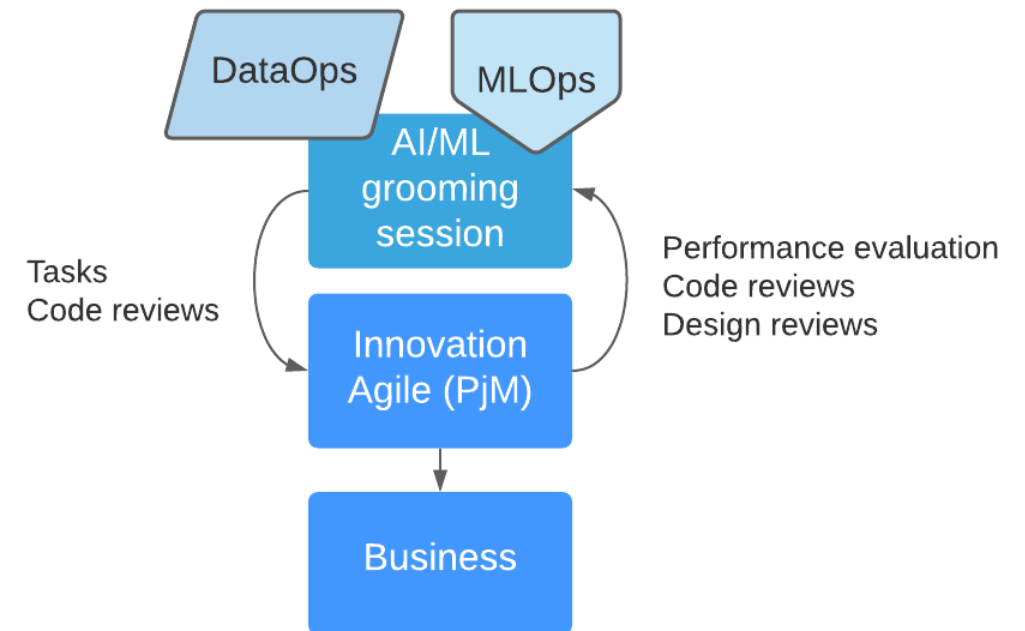 DataOps
MLOps
AI/ML
grooming
session
Tasks
Code reviews
Performance evaluation
Code reviews
Design reviews
Innovation
Agile (PjM)
Business